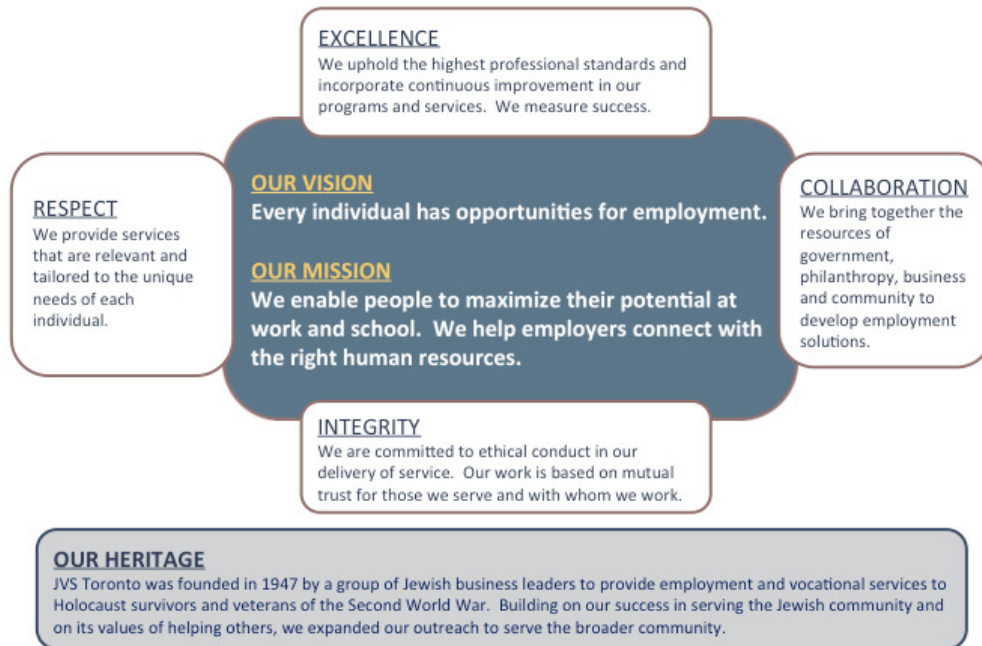 EXCELLENCE
We uphold the highest professional standards and
incorporate continuous improvement in our
programs and services.  We measure success.
RESPECT
We provide services
that are relevant and
tailored to the unique
needs of each
individual.
OUR VISION
Every individual has opportunities for employment.
OUR MISSION
We enable people to maximize their potential at
work and school.  We help employers connect with
the right human resources.
COLLABORATION
We bring together the
resources of
government,
philanthropy, business
and community to
develop employment
solutions.
INTEGRITY
We are committed to ethical conduct in our
delivery of service.  Our work is based on mutual
trust for those we serve and with whom we work.
OUR HERITAGE
JVS Toronto was founded in 1947 by a group of Jewish business leaders to provide employment and vocational services to
Holocaust survivors and veterans of the Second World War.  Building on our success in serving the Jewish community and
on its values of helping others, we expanded our outreach to serve the broader community.